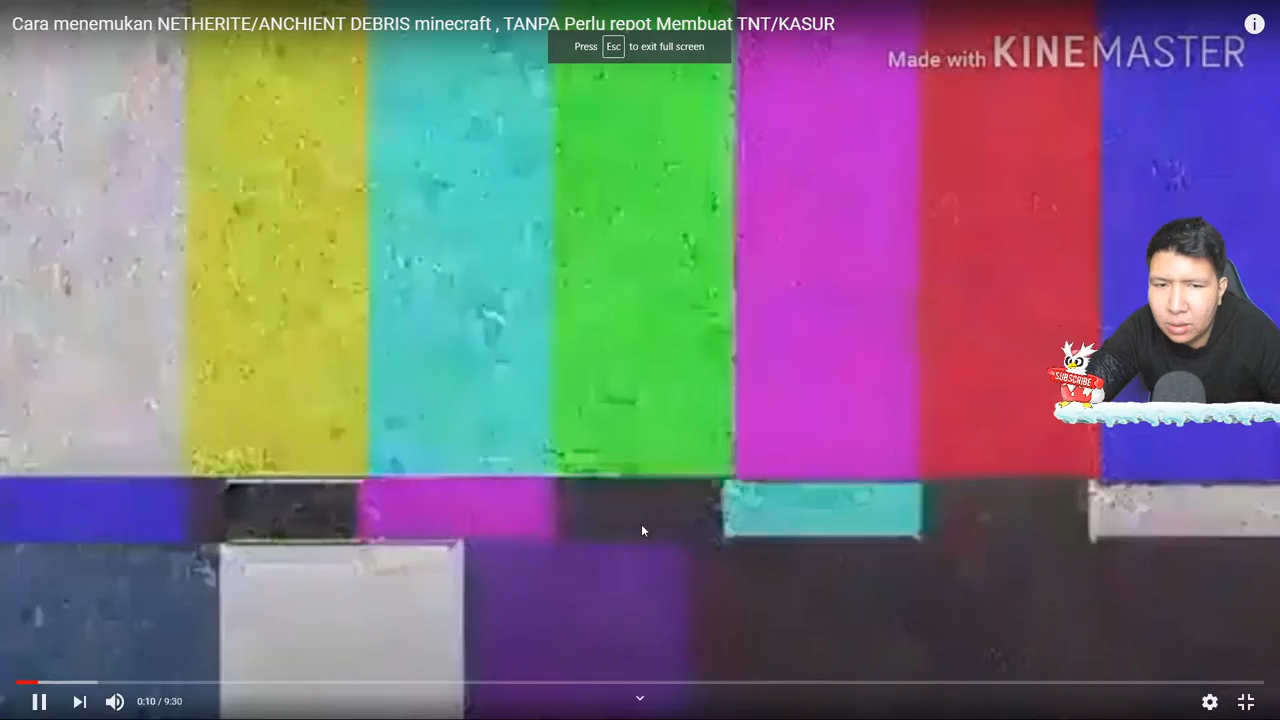 Cara menemukan NETHERITE/ANCHIENT DEBRIS minecraft , TANPA Perlu repot Membuat TNT/KASUR
Press Esc to exit full screen
Made with KINEMASTER
SUBSCRIBE
0:10 / 9:30